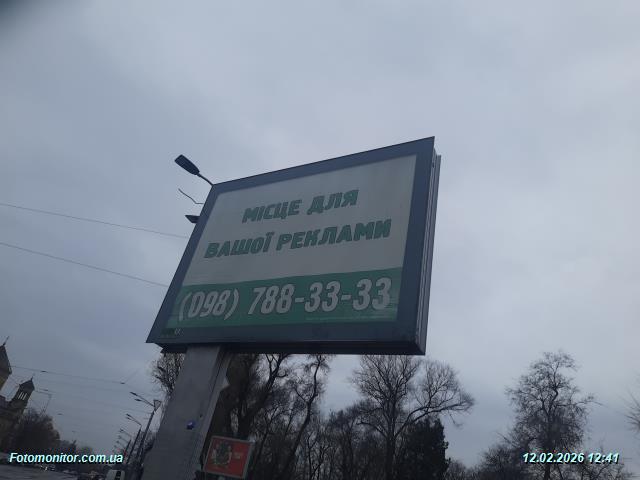 МІСЦЕ ДЛЯ
ВАШОЇ РЕКЛАМИ
(098) 788-33-33
Fotomonitor.com.ua
12.02.2026 12:41